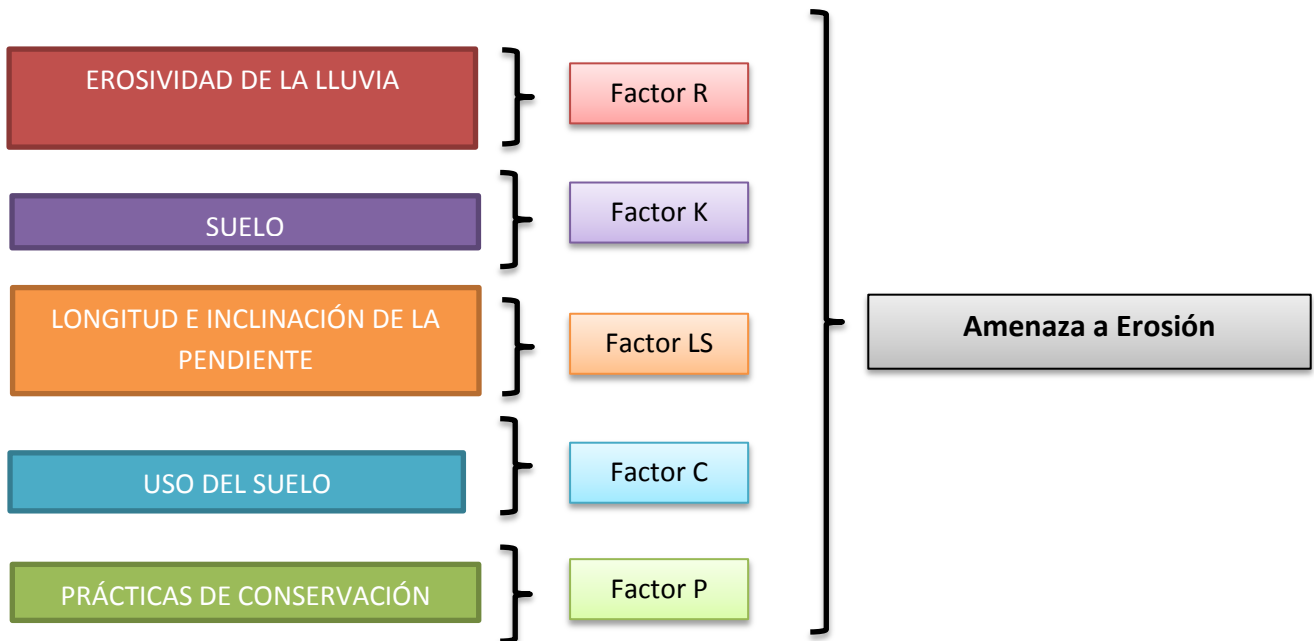 EROSIVIDAD DE LA LLUVIA
Factor R
SUELO
Factor K
LONGITUD E INCLINACIÓN DE LA
PENDIENTE
Factor LS
Amenaza a Erosión
USO DEL SUELO
Factor C
PRÁCTICAS DE CONSERVACIÓN
Factor P